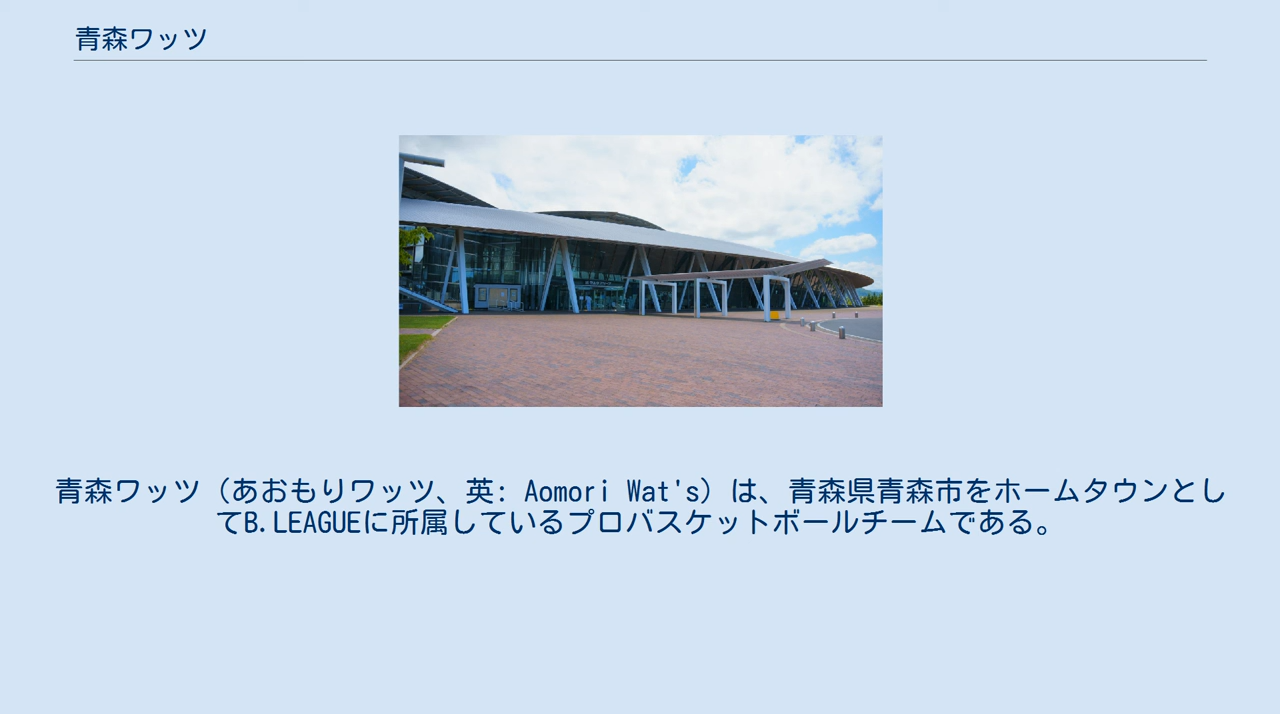 青森ワッツ
青森ワッツ（あおもりワッツ、英: Aomori Wat's）は、青森県青森市をホームタウンとし
てB.LEAGUEに所属しているプロバスケットボールチームである。